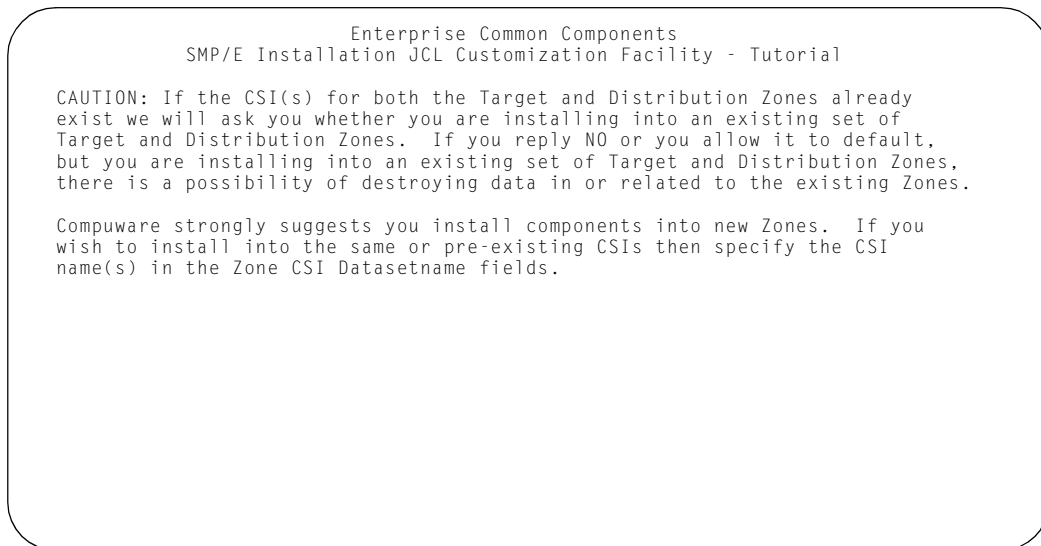 Enterprise Common Components
SMP/E Installation JCL Customization Facility - Tutorial
CAUTION: If the CSI(s) for both the Target and Distribution Zones already
exist we will ask you whether you are installing into an existing set of
Target and Distribution Zones.  If you reply NO or you allow it to default,
but you are installing into an existing set of Target and Distribution Zones,
there is a possibility of destroying data in or related to the existing Zones.
Compuware strongly suggests you install components into new Zones.  If you
wish to install into the same or pre-existing CSIs then specify the CSI
name(s) in the Zone CSI Datasetname fields.